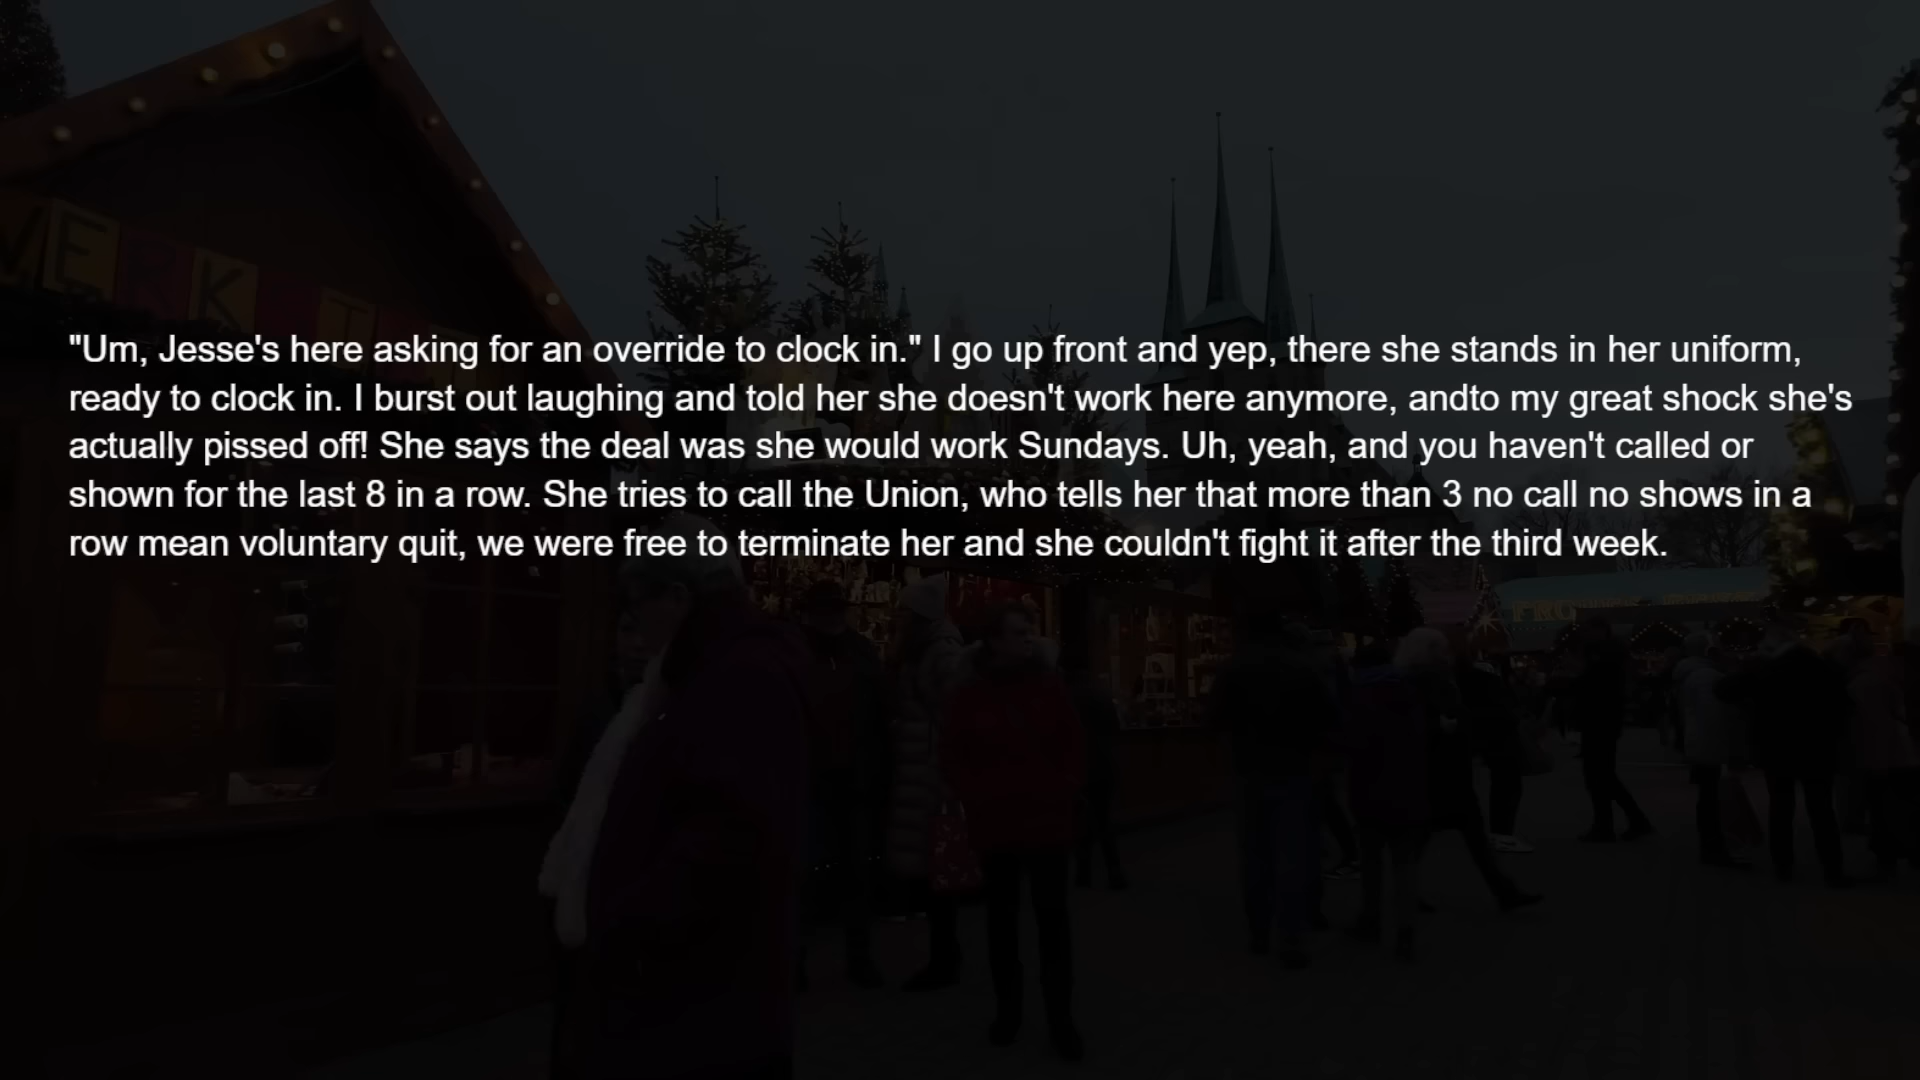 "Um, Jesse's here asking for an override to clock in." I go up front and yep, there she stands in her uniform,
ready to clock in. I burst out laughing and told her she doesn't work here anymore, andto my great shock she's
actually pissed off! She says the deal was she would work Sundays. Uh, yeah, and you haven't called or
shown for the last 8 in a row. She tries to call the Union, who tells her that more than 3 no call no shows in a
row mean voluntary quit, we were free to terminate her and she couldn't fight it after the third week.